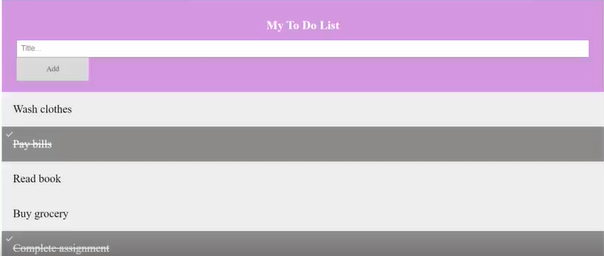 My To Do List
Title...
Add
Wash clothes
Pay bills
Read book
Buy grocery
Complete assignment